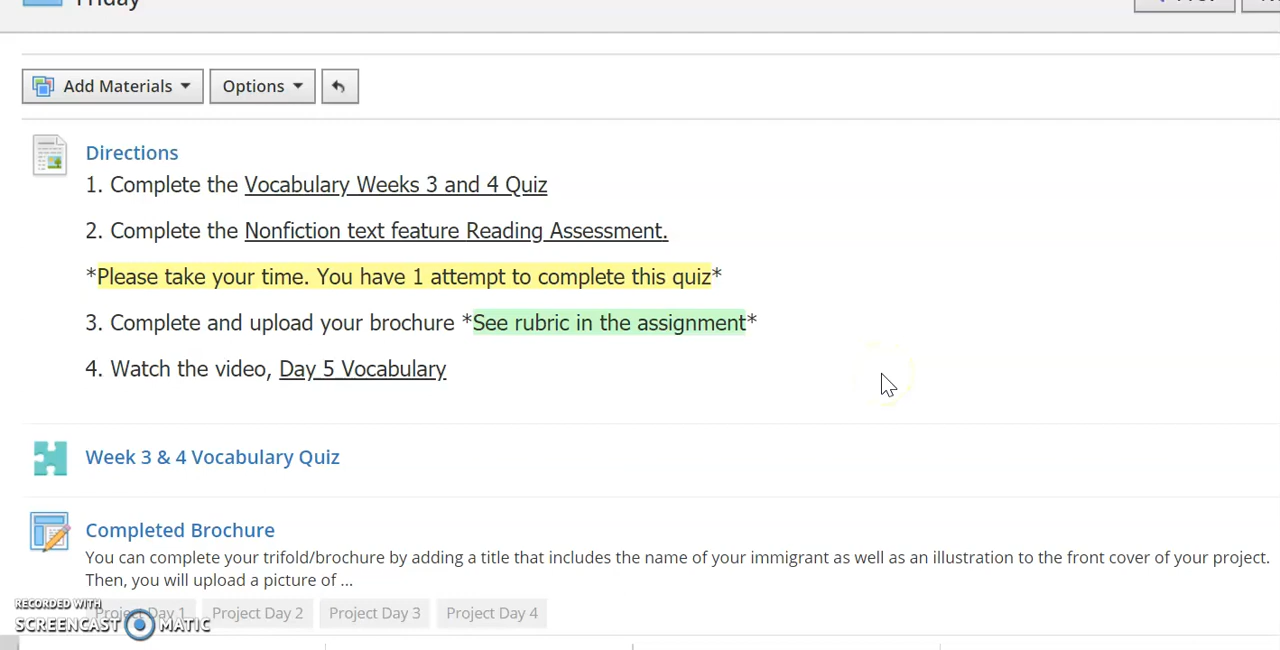 Friday
Add Materials
Options
Directions
1. Complete the Vocabulary Weeks 3 and 4 Quiz
2. Complete the Nonfiction text feature Reading Assessment.
*Please take your time. You have 1 attempt to complete this quiz*
3. Complete and upload your brochure *See rubric in the assignment*
4. Watch the video, Day 5 Vocabulary
Week 3 & 4 Vocabulary Quiz
Completed Brochure
You can complete your trifold/brochure by adding a title that includes the name of your immigrant as well as an illustration to the front cover of your project.
Then, you will upload a picture of ...
Project Day 1 Project Day 2 Project Day 3 Project Day 4
RECORDED WITH
SCREENCAST MATIC